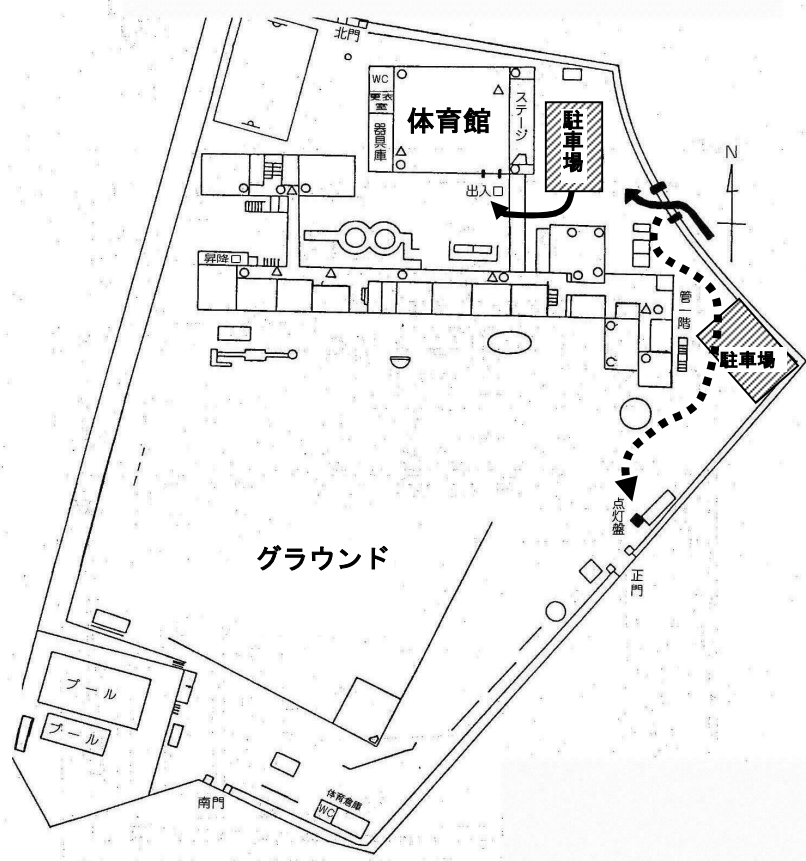 北門
WC
更衣室
器具庫
体育館
ステージ
駐車場
N
出入口
昇降口
管一階
駐車場
点灯盤
グラウンド
正門
プール
プール
南門
体育倉庫
WC